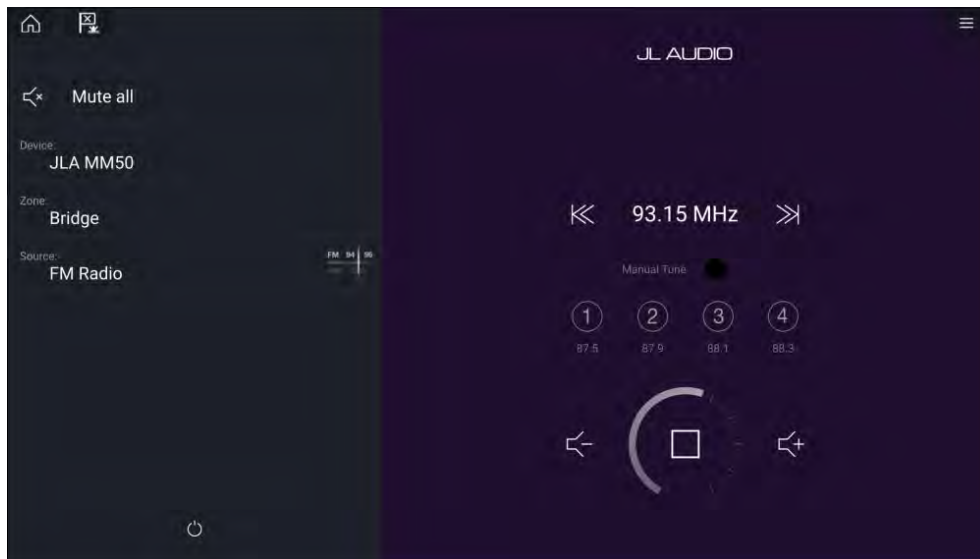 JL AUDIO
Mute all
Device:
JLA MM50
Zone:
Bridge
Source:
FM Radio
FM 94 96
93.15 MHz
Manual Tune
1 2 3 4
87.5 87.9 88.1 88.3